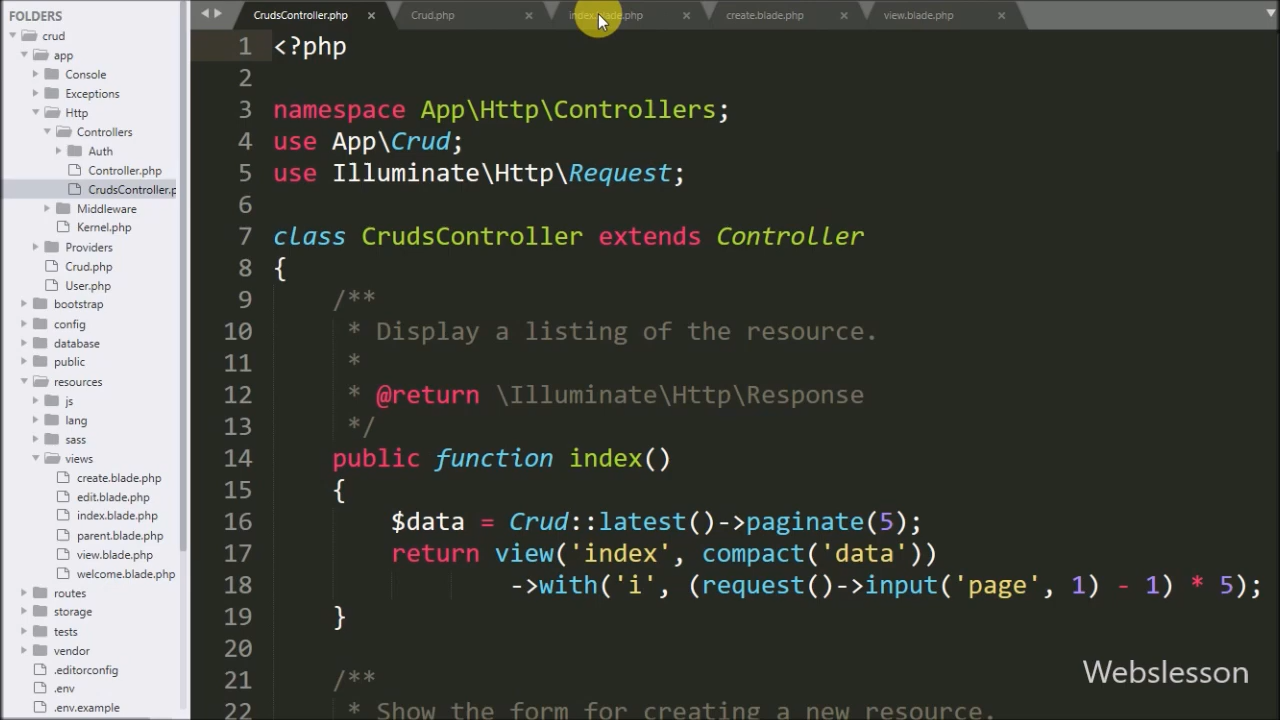 FOLDERS
crud
app
Console
Exceptions
Http
Controllers
Auth
Controller.php
CrudsController.p
Middleware
Kernel.php
Providers
Crud.php
User.php
bootstrap
config
database
public
resources
js
lang
sass
views
create.blade.php
edit.blade.php
index.blade.php
parent.blade.php
view.blade.php
welcome.blade.php
routes
storage
tests
vendor
.editorconfig
.env
.env.example
CrudsController.php × Crud.php × index.blade.php × create.blade.php × view.blade.php ×
1 <?php
2
3 namespace App\Http\Controllers;
4 use App\Crud;
5 use Illuminate\Http\Request;
6
7 class CrudsController extends Controller
8 {
9 /**
10 * Display a listing of the resource.
11 *
12 * @return \Illuminate\Http\Response
13 */
14 public function index()
15 {
16 $data = Crud::latest()->paginate(5);
17 return view('index', compact('data'))
18 ->with('i', (request()->input('page', 1) - 1) * 5);
19 }
20
21 /**
22 * Show the form for creating a new resource.
Webslesson